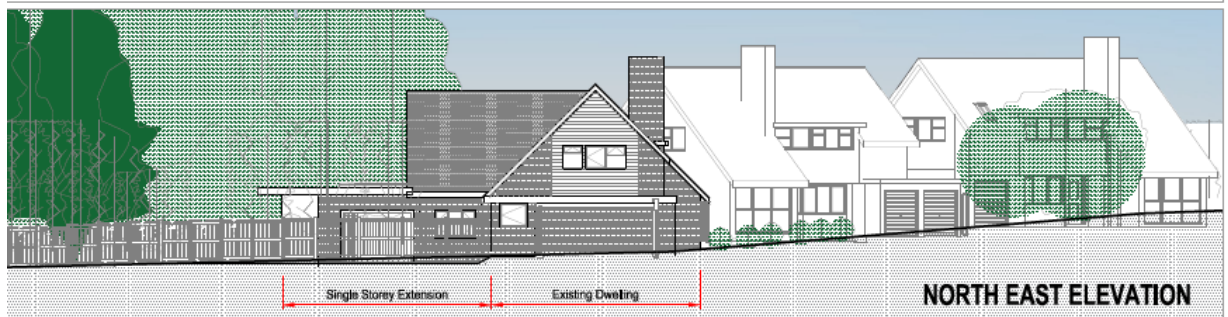 Single Storey Extension
Existing Dwelling
NORTH EAST ELEVATION